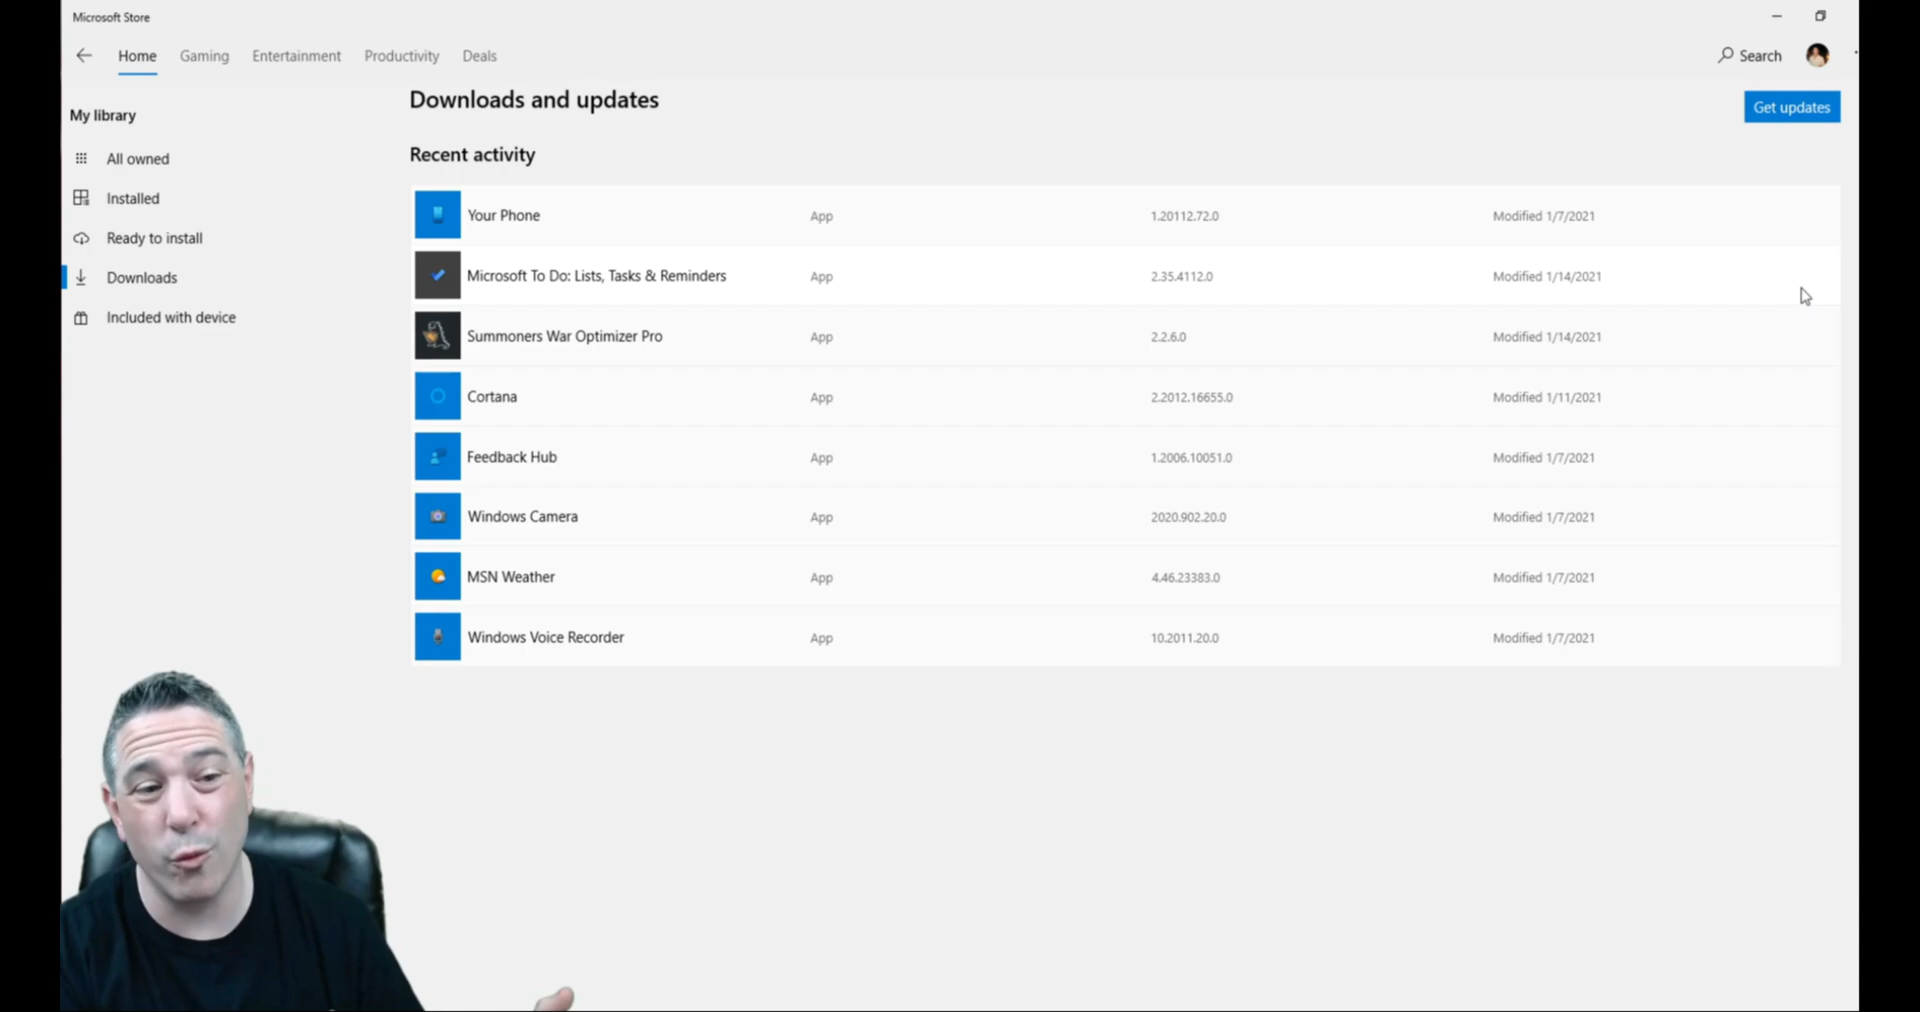 Microsoft Store
Home Gaming Entertainment Productivity Deals Search
My library
All owned
Installed
Ready to install
Downloads
Included with device
Downloads and updates
Get updates
Recent activity
Your Phone App 1.20112.72.0 Modified 1/7/2021
Microsoft To Do: Lists, Tasks & Reminders App 2.35.4112.0 Modified 1/14/2021
Summoners War Optimizer Pro App 2.2.6.0 Modified 1/14/2021
Cortana App 2.2012.16655.0 Modified 1/11/2021
Feedback Hub App 1.2006.10051.0 Modified 1/7/2021
Windows Camera App 2020.902.20.0 Modified 1/7/2021
MSN Weather App 4.46.23383.0 Modified 1/7/2021
Windows Voice Recorder App 10.2011.20.0 Modified 1/7/2021